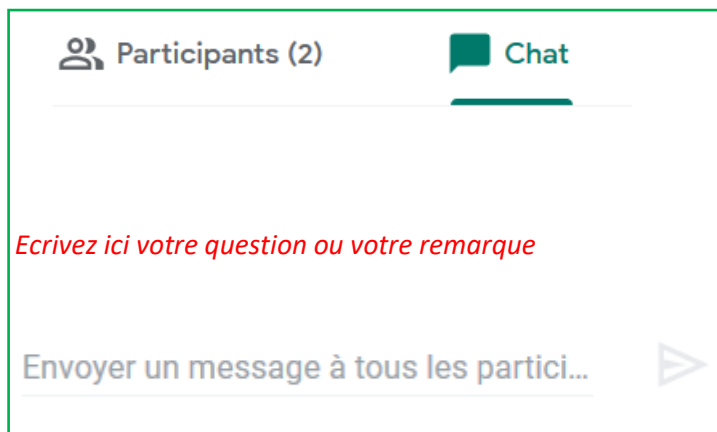 Participants (2) Chat
Ecrivez ici votre question ou votre remarque
Envoyer un message à tous les partici...